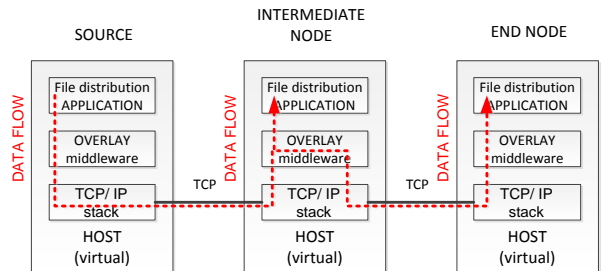 SOURCE
INTERMEDIATE
NODE
END NODE
DATA FLOW
File distribution
APPLICATION
OVERLAY
middleware
TCP/ IP
stack
HOST
(virtual)
TCP
DATA FLOW
File distribution
APPLICATION
OVERLAY
middleware
TCP/ IP
stack
HOST
(virtual)
TCP
DATA FLOW
File distribution
APPLICATION
OVERLAY
middleware
TCP/ IP
stack
HOST
(virtual)